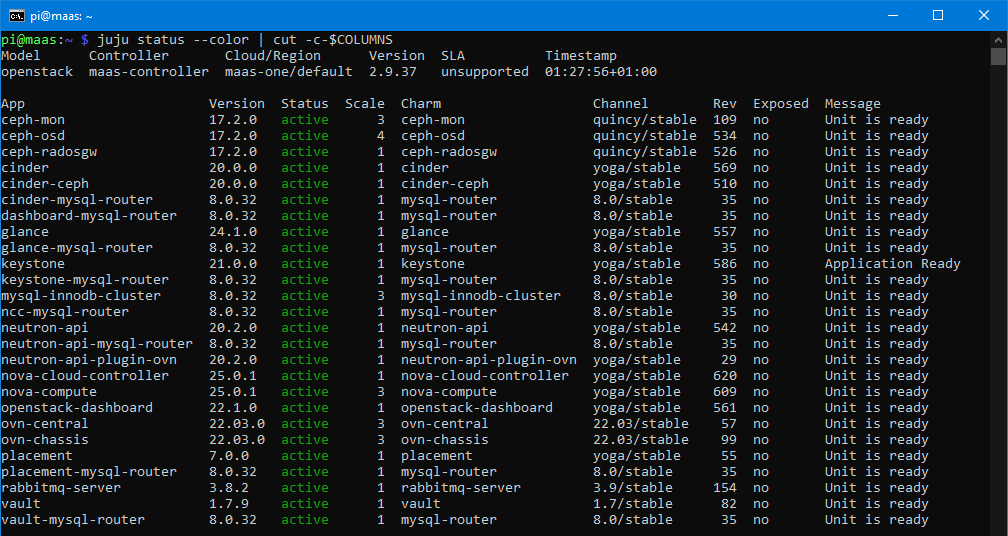 pi@maas: ~
pi@maas:~ $ juju status --color | cut -c-$COLUMNS
Model      Controller       Cloud/Region      Version  SLA          Timestamp
openstack  maas-controller  maas-one/default  2.9.37   unsupported  01:27:56+01:00

App                       Version  Status  Scale  Charm                   Channel        Rev  Exposed  Message
ceph-mon                  17.2.0   active      3  ceph-mon                quincy/stable  109  no       Unit is ready
ceph-osd                  17.2.0   active      4  ceph-osd                quincy/stable  534  no       Unit is ready
ceph-radosgw              17.2.0   active      1  ceph-radosgw            quincy/stable  526  no       Unit is ready
cinder                    20.0.0   active      1  cinder                  yoga/stable    569  no       Unit is ready
cinder-ceph               20.0.0   active      1  cinder-ceph             yoga/stable    510  no       Unit is ready
cinder-mysql-router       8.0.32   active      1  mysql-router            8.0/stable      35  no       Unit is ready
dashboard-mysql-router    8.0.32   active      1  mysql-router            8.0/stable      35  no       Unit is ready
glance                    24.1.0   active      1  glance                  yoga/stable    557  no       Unit is ready
glance-mysql-router       8.0.32   active      1  mysql-router            8.0/stable      35  no       Unit is ready
keystone                  21.0.0   active      1  keystone                yoga/stable    586  no       Application Ready
keystone-mysql-router     8.0.32   active      1  mysql-router            8.0/stable      35  no       Unit is ready
mysql-innodb-cluster      8.0.32   active      3  mysql-innodb-cluster    8.0/stable      30  no       Unit is ready
ncc-mysql-router          8.0.32   active      1  mysql-router            8.0/stable      35  no       Unit is ready
neutron-api               20.2.0   active      1  neutron-api             yoga/stable    542  no       Unit is ready
neutron-api-mysql-router  8.0.32   active      1  mysql-router            8.0/stable      35  no       Unit is ready
neutron-api-plugin-ovn    20.2.0   active      1  neutron-api-plugin-ovn  yoga/stable     29  no       Unit is ready
nova-cloud-controller     25.0.1   active      1  nova-cloud-controller   yoga/stable    620  no       Unit is ready
nova-compute              25.0.1   active      3  nova-compute            yoga/stable    609  no       Unit is ready
openstack-dashboard       22.1.0   active      1  openstack-dashboard     yoga/stable    561  no       Unit is ready
ovn-central               22.03.0  active      3  ovn-central             22.03/stable    57  no       Unit is ready
ovn-chassis               22.03.0  active      3  ovn-chassis             22.03/stable    99  no       Unit is ready
placement                 7.0.0    active      1  placement               yoga/stable     55  no       Unit is ready
placement-mysql-router    8.0.32   active      1  mysql-router            8.0/stable      35  no       Unit is ready
rabbitmq-server           3.8.2    active      1  rabbitmq-server         3.9/stable     154  no       Unit is ready
vault                     1.7.9    active      1  vault                   1.7/stable      82  no       Unit is ready
vault-mysql-router        8.0.32   active      1  mysql-router            8.0/stable      35  no       Unit is ready